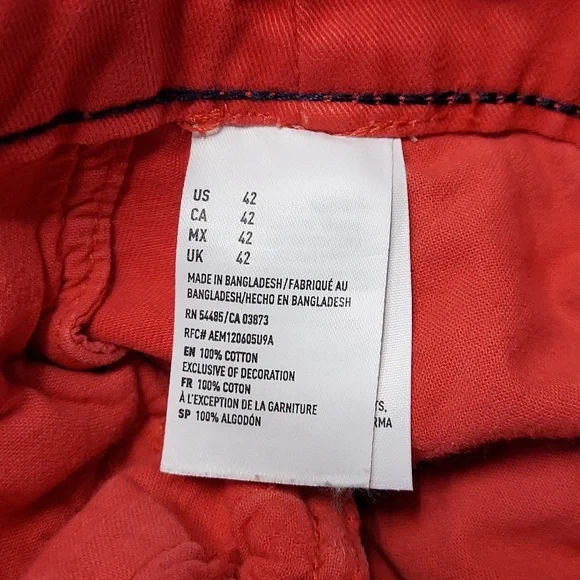 US 42
CA 42
MX 42
UK 42
MADE IN BANGLADESH/FABRIQUÉ AU
BANGLADESH/HECHO EN BANGLADESH
RN 54485/CA 03873
RFC# AEM120605U9A
EN 100% COTTON
EXCLUSIVE OF DECORATION
FR 100% COTON
À L'EXCEPTION DE LA GARNITURE
SP 100% ALGODÓN
TS,
RMA